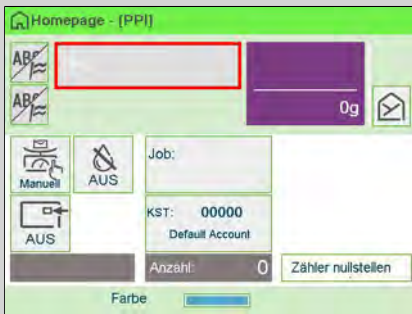 Homepage - (PPI)
ABC
ABC
0g
Manuell
AUS
Job:
AUS
KST: 00000
Default Account
Anzahl: 0
Zähler nullstellen
Farbe